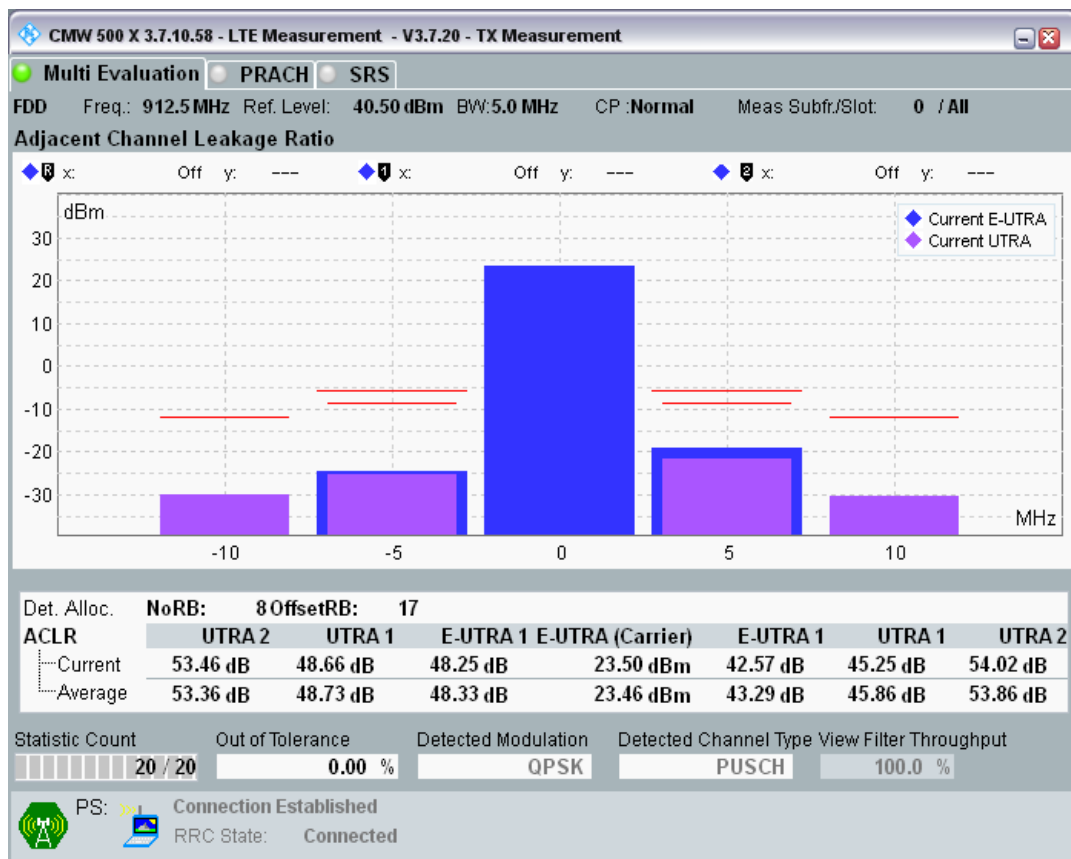 CMW 500 X 3.7.10.58 - LTE Measurement - V3.7.20 - TX Measurement
Multi Evaluation PRACH SRS
FDD Freq.: 912.5 MHz Ref. Level: 40.50 dBm BW:5.0 MHz CP :Normal Meas Subfr./Slot: 0 / All
Adjacent Channel Leakage Ratio
R x: Off y: --- 1 x: Off y: --- 2 x: Off y: ---
dBm
Current E-UTRA
Current UTRA
30
20
10
0
-10
-20
-30
MHz
-10 -5 0 5 10
Det. Alloc. NoRB: 8 OffsetRB: 17
ACLR UTRA 2 UTRA 1 E-UTRA 1 E-UTRA (Carrier) E-UTRA 1 UTRA 1 UTRA 2
Current 53.46 dB 48.66 dB 48.25 dB 23.50 dBm 42.57 dB 45.25 dB 54.02 dB
Average 53.36 dB 48.73 dB 48.33 dB 23.46 dBm 43.29 dB 45.86 dB 53.86 dB
Statistic Count Out of Tolerance Detected Modulation Detected Channel Type View Filter Throughput
20 / 20 0.00 % QPSK PUSCH 100.0 %
PS: Connection Established
RRC State: Connected